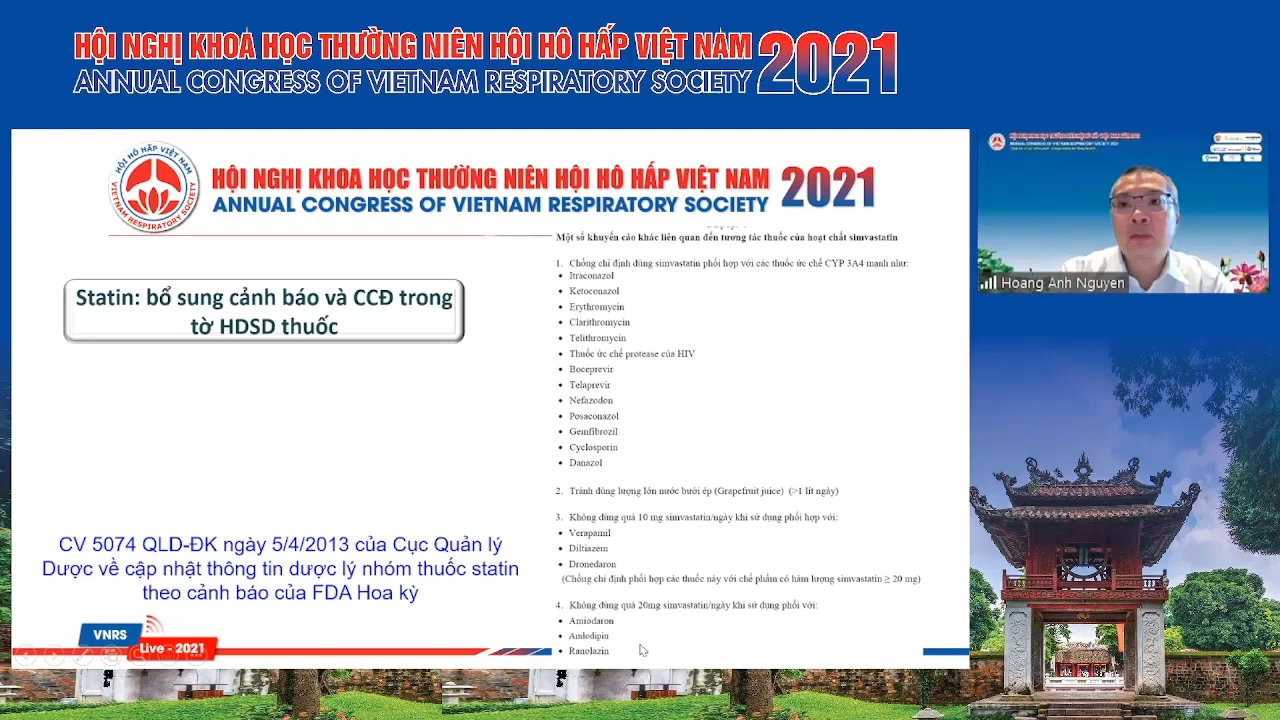 HỘI NGHỊ KHOA HỌC THƯỜNG NIÊN HỘI HÔ HẤP VIỆT NAM 2021
ANNUAL CONGRESS OF VIETNAM RESPIRATORY SOCIETY
HỘI HÔ HẤP VIỆT NAM
VIETNAM RESPIRATORY SOCIETY
HỘI NGHỊ KHOA HỌC THƯỜNG NIÊN HỘI HÔ HẤP VIỆT NAM 2021
ANNUAL CONGRESS OF VIETNAM RESPIRATORY SOCIETY
Statin: bổ sung cảnh báo và CCĐ trong
tờ HDSD thuốc
CV 5074 QLD-ĐK ngày 5/4/2013 của Cục Quản lý
Dược về cập nhật thông tin dược lý nhóm thuốc statin
theo cảnh báo của FDA Hoa kỳ
VNRS
Live - 2021
Một số khuyến cáo khác liên quan đến tương tác thuốc của hoạt chất simvastatin
1. Chống chỉ định dùng simvastatin phối hợp với các thuốc ức chế CYP 3A4 mạnh như:
• Itraconazol
• Ketoconazol
• Erythromycin
• Clarithromycin
• Telithromycin
• Thuốc ức chế protease của HIV
• Boceprevir
• Telaprevir
• Nefazodon
• Posaconazol
• Gemfibrozil
• Cyclosporin
• Danazol
2. Tránh dùng lượng lớn nước bưởi ép (Grapefruit juice) (>1 lít ngày)
3. Không dùng quá 10 mg simvastatin/ngày khi sử dụng phối hợp với:
• Verapamil
• Diltiazem
• Dronedaron
(Chống chỉ định phối hợp các thuốc này với chế phẩm có hàm lượng simvastatin ≥ 20 mg)
4. Không dùng quá 20mg simvastatin/ngày khi sử dụng phối với:
• Amiodaron
• Amlodipin
• Ranolazin
Hoang Anh Nguyen